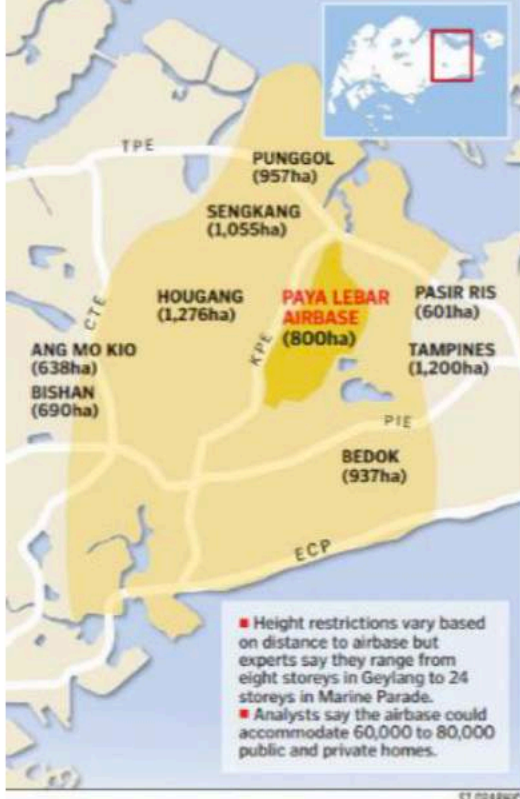 TPE
PUNGGOL
(957ha)
SENGKANG
(1,055ha)
HOUGANG
(1,276ha)
PAYA LEBAR
AIRBASE
(800ha)
PASIR RIS
(601ha)
CTE
KPE
ANG MO KIO
(638ha)
BISHAN
(690ha)
TAMPINES
(1,200ha)
PIE
BEDOK
(937ha)
ECP
■ Height restrictions vary based
on distance to airbase but
experts say they range from
eight storeys in Geylang to 24
storeys in Marine Parade.
■ Analysts say the airbase could
accommodate 60,000 to 80,000
public and private homes.
ST GRAPHIC